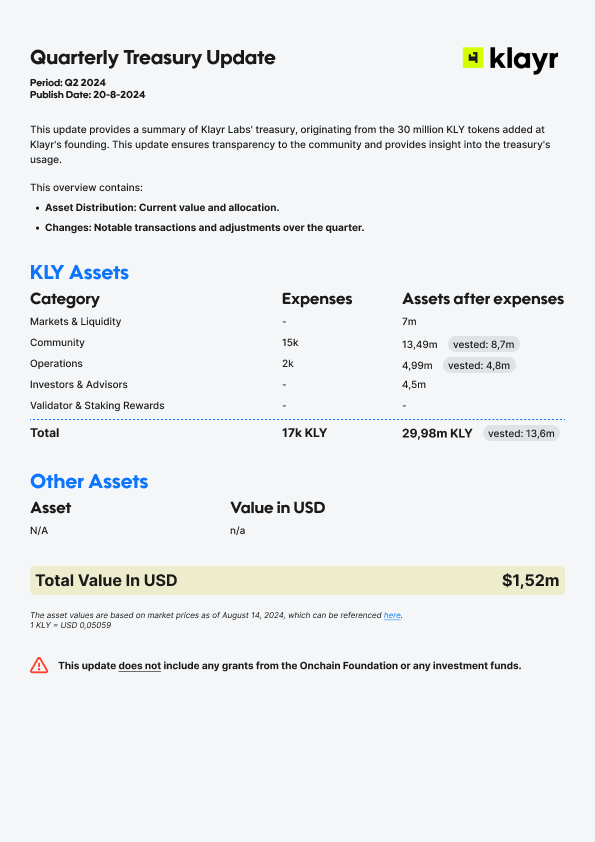 Quarterly Treasury Update
klayr
Period: Q2 2024
Publish Date: 20-8-2024
This update provides a summary of Klayr Labs' treasury, originating from the 30 million KLY tokens added at
Klayr's founding. This update ensures transparency to the community and provides insight into the treasury's
usage.
This overview contains:
• Asset Distribution: Current value and allocation.
• Changes: Notable transactions and adjustments over the quarter.
KLY Assets
Category Expenses Assets after expenses
Markets & Liquidity - 7m
Community 15k 13,49m vested: 8,7m
Operations 2k 4,99m vested: 4,8m
Investors & Advisors - 4,5m
Validator & Staking Rewards - -
Total 17k KLY 29,98m KLY vested: 13,6m
Other Assets
Asset Value in USD
N/A n/a
Total Value In USD $1,52m
The asset values are based on market prices as of August 14, 2024, which can be referenced here.
1 KLY = USD 0,05059
This update does not include any grants from the Onchain Foundation or any investment funds.